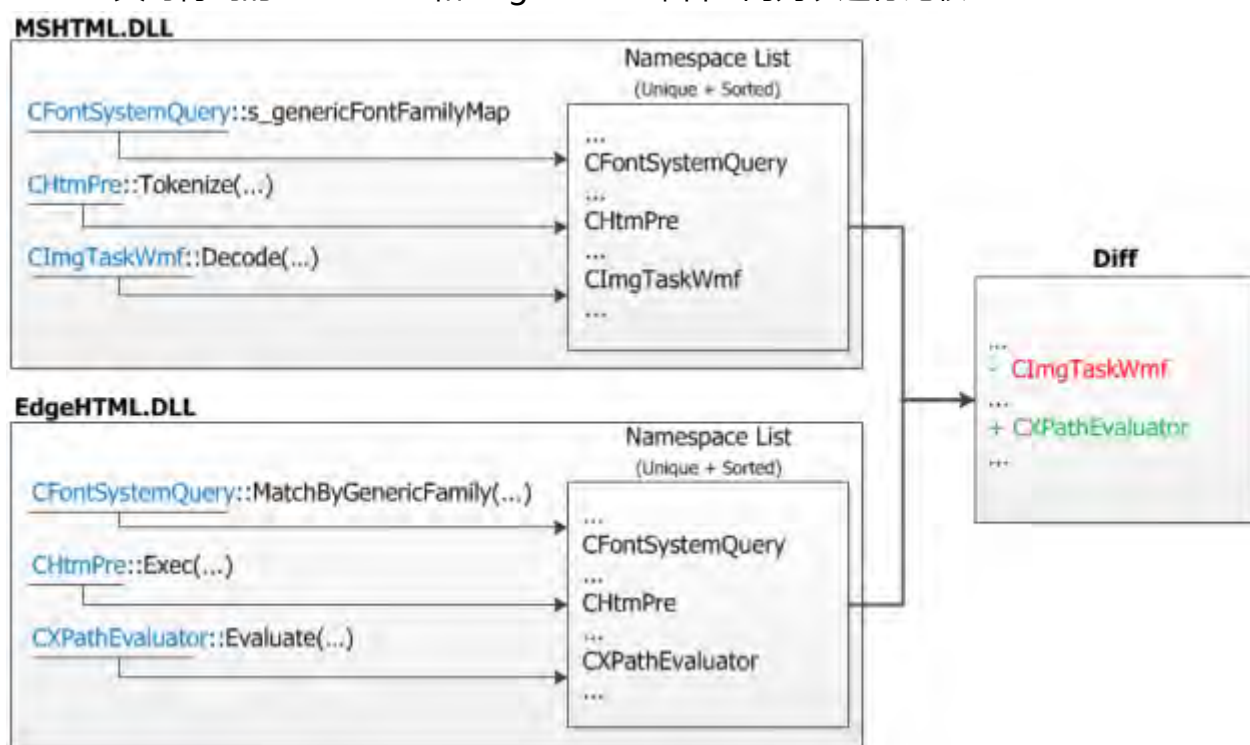 MSHTML.DLL
Namespace List
(Unique + Sorted)
CFontSystemQuery::s_genericFontFamilyMap
...
CFontSystemQuery
CHtmPre::Tokenize(...)
...
CHtmPre
CImgTaskWmf::Decode(...)
...
CImgTaskWmf
...
Diff
...
- CImgTaskWmf
...
+ CXPathEvaluator
...
EdgeHTML.DLL
Namespace List
(Unique + Sorted)
CFontSystemQuery::MatchByGenericFamily(...)
...
CFontSystemQuery
CHtmPre::Exec(...)
...
CHtmPre
CXPathEvaluator::Evaluate(...)
...
CXPathEvaluator
...